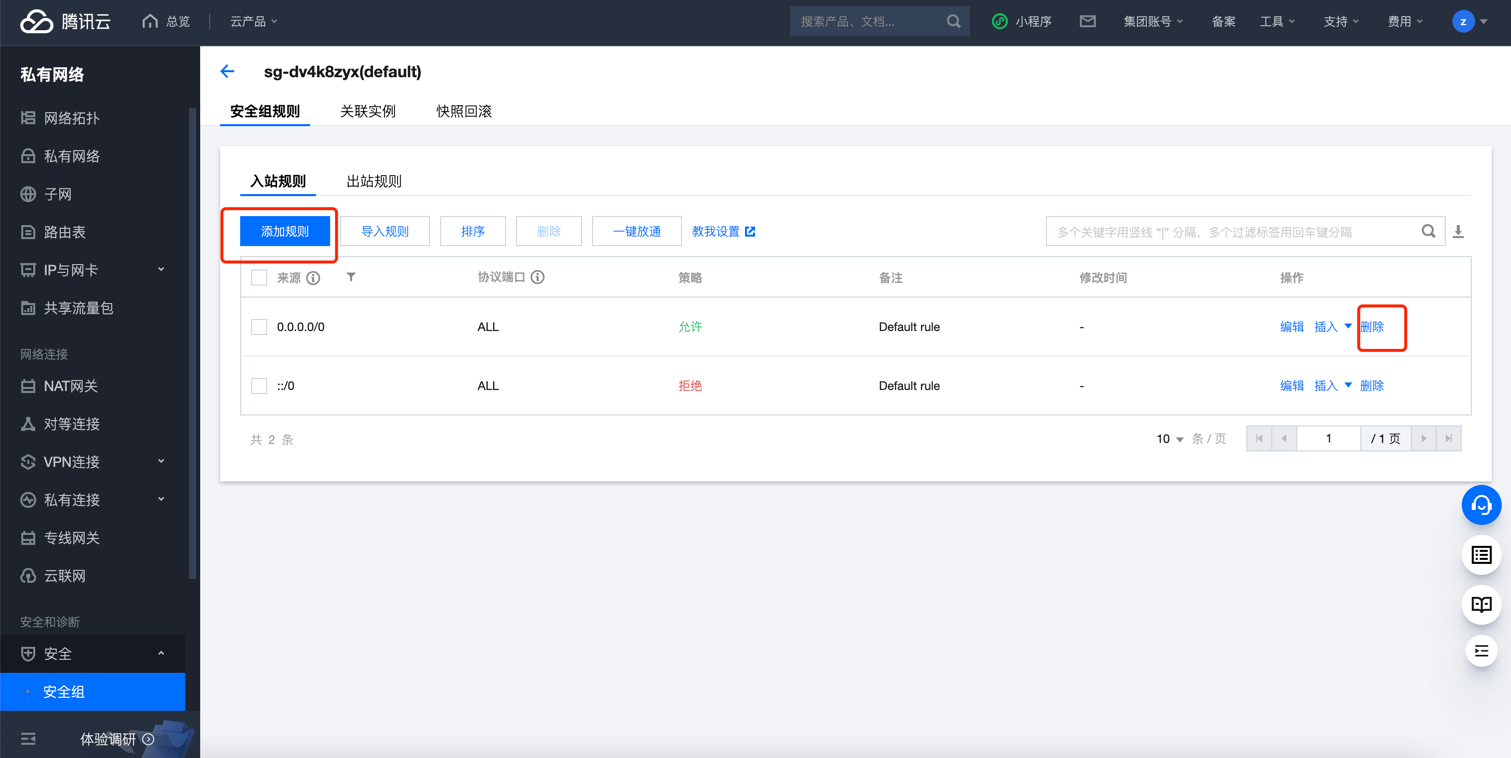 腾讯云
总览
云产品
搜索产品、文档...
小程序
集团账号
备案
工具
支持
费用
z
私有网络
网络拓扑
私有网络
子网
路由表
IP与网卡
共享流量包
网络连接
NAT网关
对等连接
VPN连接
私有连接
专线网关
云联网
安全和诊断
安全
安全组
体验调研
sg-dv4k8zyx(default)
安全组规则 关联实例 快照回滚
入站规则 出站规则
添加规则 导入规则 排序 删除 一键放通 教我设置
多个关键字用竖线 “|” 分隔，多个过滤标签用回车键分隔
来源 协议端口 策略 备注 修改时间 操作
0.0.0.0/0 ALL 允许 Default rule - 编辑 插入 删除
::/0 ALL 拒绝 Default rule - 编辑 插入 删除
共 2 条
10 条 / 页
1 / 1 页